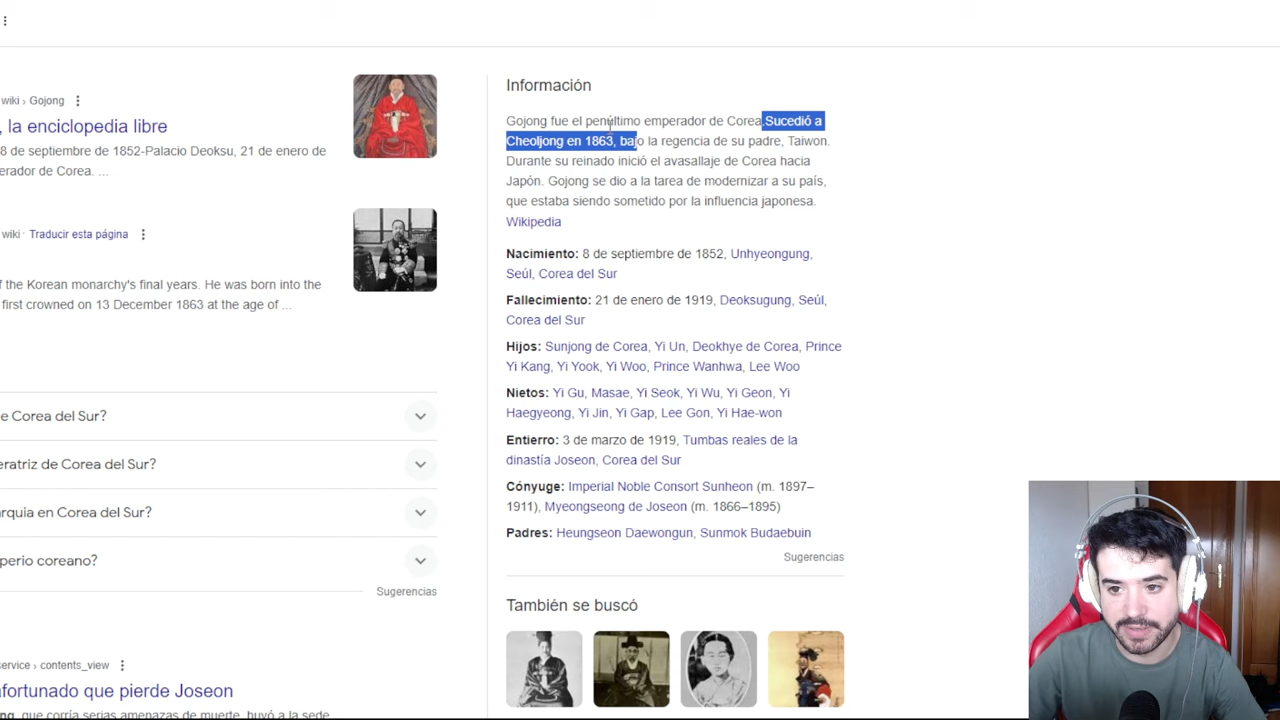 wiki › Gojong
, la enciclopedia libre
8 de septiembre de 1852-Palacio Deoksu, 21 de enero de
erador de Corea. ...
wiki · Traducir esta página
f the Korean monarchy's final years. He was born into the
first crowned on 13 December 1863 at the age of ...
e Corea del Sur?
eratriz de Corea del Sur?
arquia en Corea del Sur?
perio coreano?
Sugerencias
service › contents_view
afortunado que pierde Joseon
ng, que corría serias amenazas de muerte, huyó a la sede
Información
Gojong fue el penúltimo emperador de Corea. Sucedió a
Cheoljong en 1863, bajo la regencia de su padre, Taiwon.
Durante su reinado inició el avasallaje de Corea hacia
Japón. Gojong se dio a la tarea de modernizar a su país,
que estaba siendo sometido por la influencia japonesa.
Wikipedia
Nacimiento: 8 de septiembre de 1852, Unhyeongung,
Seúl, Corea del Sur
Fallecimiento: 21 de enero de 1919, Deoksugung, Seúl,
Corea del Sur
Hijos: Sunjong de Corea, Yi Un, Deokhye de Corea, Prince
Yi Kang, Yi Yook, Yi Woo, Prince Wanhwa, Lee Woo
Nietos: Yi Gu, Masae, Yi Seok, Yi Wu, Yi Geon, Yi
Haegyeong, Yi Jin, Yi Gap, Lee Gon, Yi Hae-won
Entierro: 3 de marzo de 1919, Tumbas reales de la
dinastía Joseon, Corea del Sur
Cónyuge: Imperial Noble Consort Sunheon (m. 1897–
1911), Myeongseong de Joseon (m. 1866–1895)
Padres: Heungseon Daewongun, Sunmok Budaebuin
Sugerencias
También se buscó